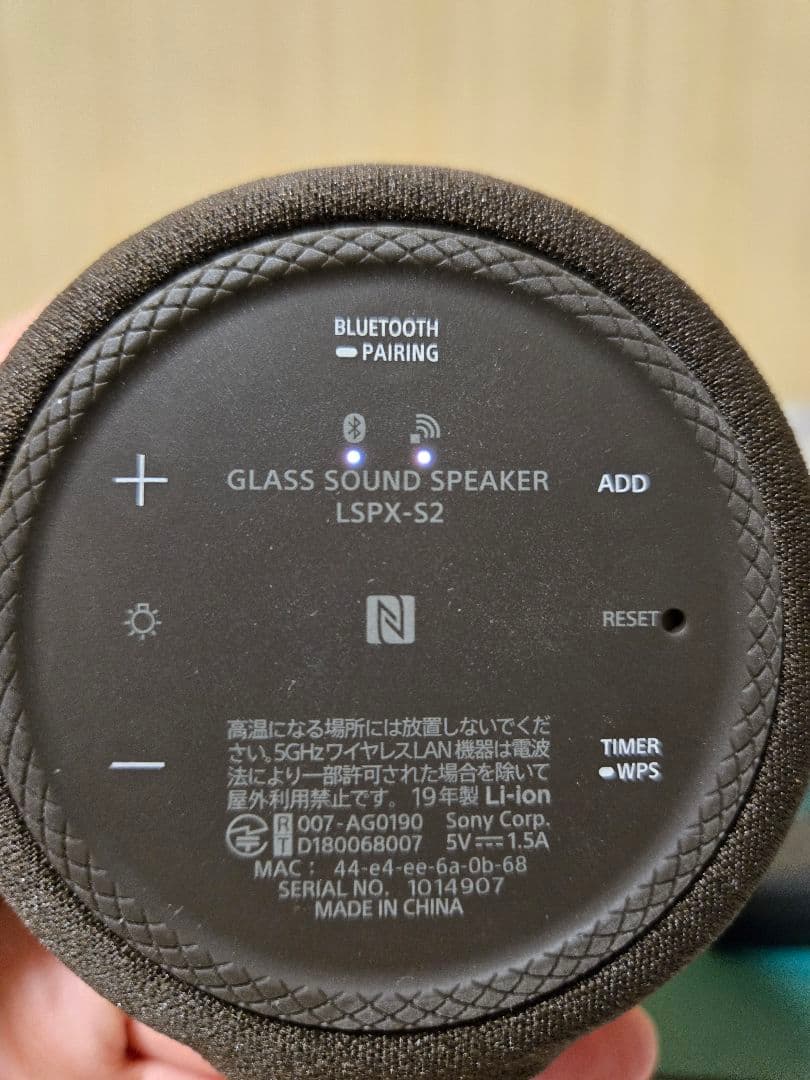 BLUETOOTH
PAIRING
GLASS SOUND SPEAKER
ADD
LSPX-S2
RESET
高温になる場所には放置しないでくだ
さい。5GHzワイヤレスLAN機器は電波
法により一部許可された場合を除いて
屋外利用禁止です。 19年製 Li-ion
TIMER
WPS
R 007-AG0190 Sony Corp.
T D180068007 5V⎓1.5A
MAC: 44-e4-ee-6a-0b-68
SERIAL NO. 1014907
MADE IN CHINA